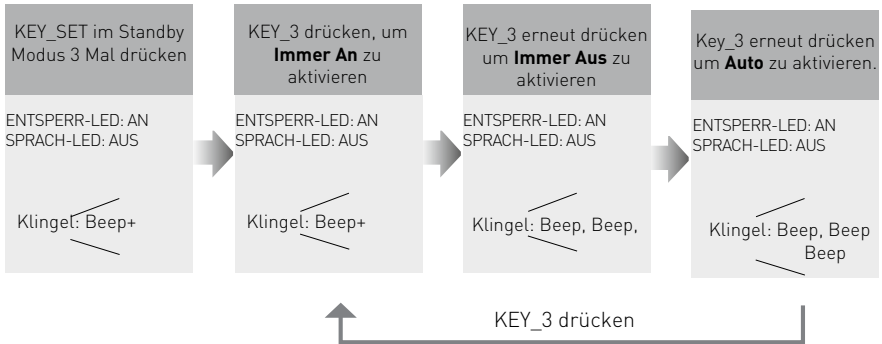 KEY_SET im Standby
Modus 3 Mal drücken
ENTSPERR-LED: AN
SPRACH-LED: AUS
Klingel: Beep+
KEY_3 drücken, um
Immer An zu
aktivieren
ENTSPERR-LED: AN
SPRACH-LED: AUS
Klingel: Beep+
KEY_3 erneut drücken
um Immer Aus zu
aktivieren
ENTSPERR-LED: AN
SPRACH-LED: AUS
Klingel: Beep, Beep,
Key_3 erneut drücken
um Auto zu aktivieren.
ENTSPERR-LED: AN
SPRACH-LED: AUS
Klingel: Beep, Beep
Beep
KEY_3 drücken